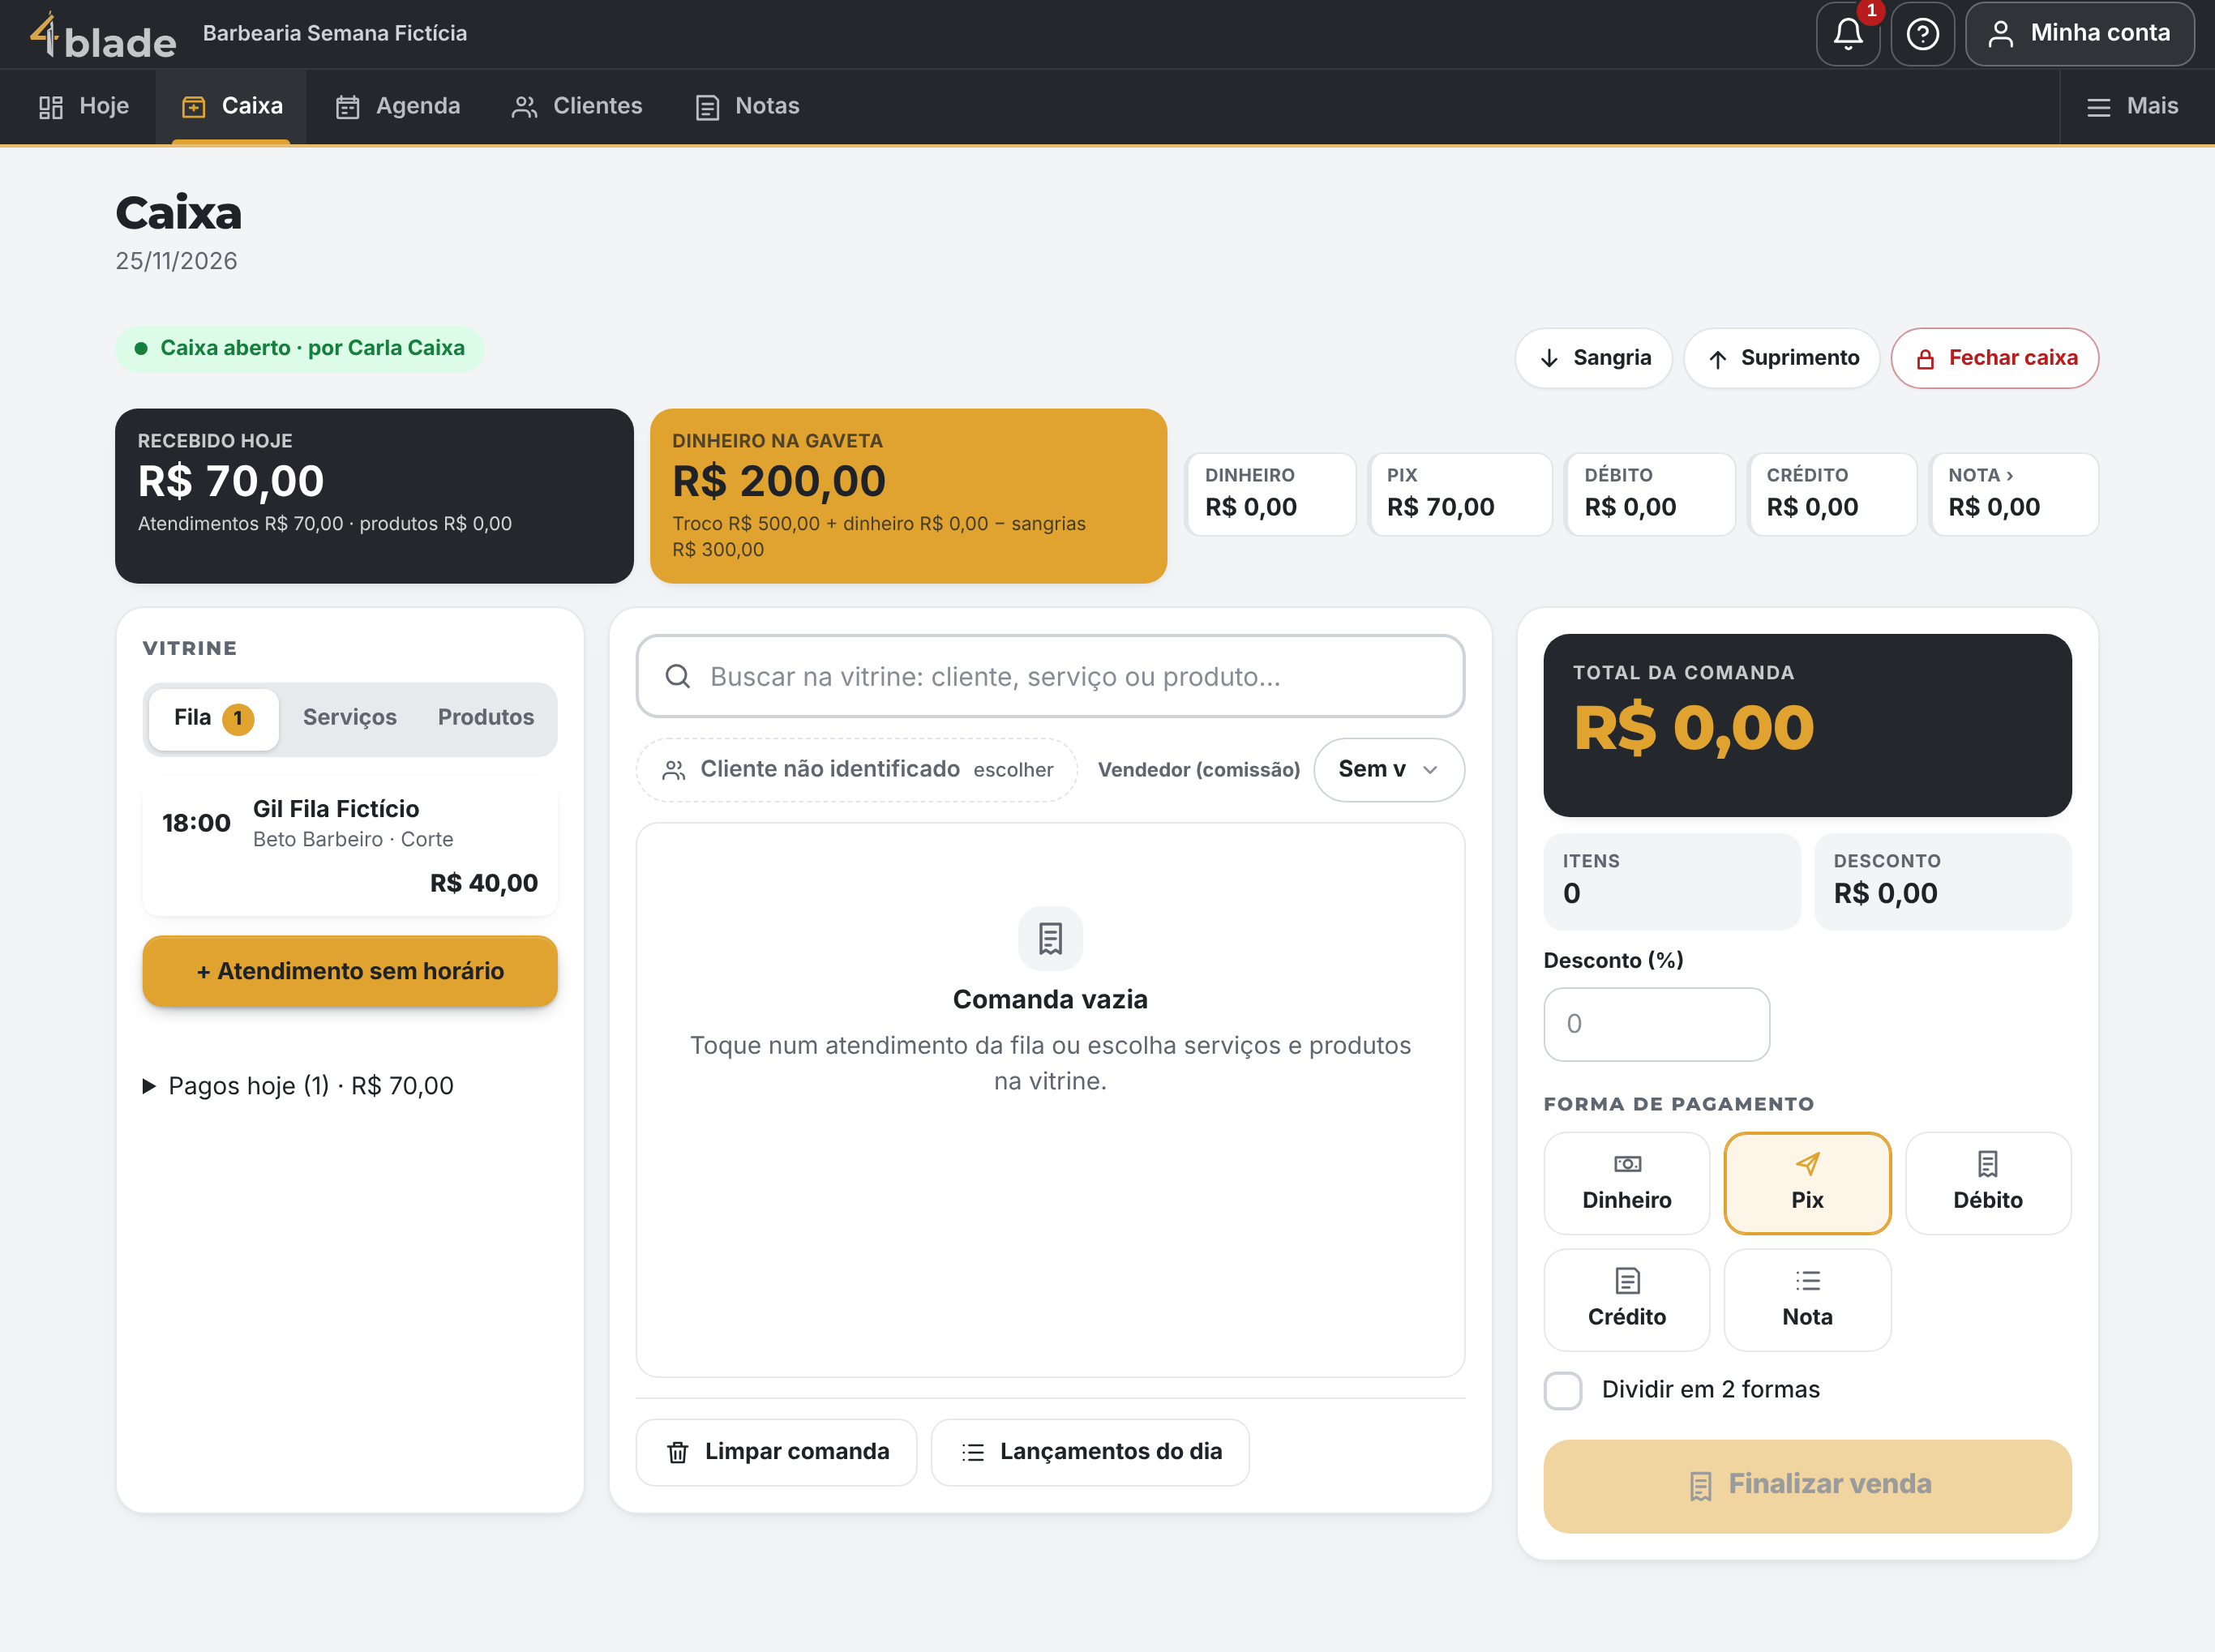 4blade
Barbearia Semana Fictícia
1
Minha conta
Hoje
Caixa
Agenda
Clientes
Notas
Mais
Caixa
25/11/2026
Caixa aberto · por Carla Caixa
Sangria
Suprimento
Fechar caixa
RECEBIDO HOJE
R$ 70,00
Atendimentos R$ 70,00 · produtos R$ 0,00
DINHEIRO NA GAVETA
R$ 200,00
Troco R$ 500,00 + dinheiro R$ 0,00 − sangrias
R$ 300,00
DINHEIRO
R$ 0,00
PIX
R$ 70,00
DÉBITO
R$ 0,00
CRÉDITO
R$ 0,00
NOTA ›
R$ 0,00
VITRINE
Fila 1
Serviços
Produtos
18:00
Gil Fila Fictício
Beto Barbeiro · Corte
R$ 40,00
+ Atendimento sem horário
▶ Pagos hoje (1) · R$ 70,00
Buscar na vitrine: cliente, serviço ou produto...
Cliente não identificado escolher
Vendedor (comissão)
Sem v
Comanda vazia
Toque num atendimento da fila ou escolha serviços e produtos
na vitrine.
Limpar comanda
Lançamentos do dia
TOTAL DA COMANDA
R$ 0,00
ITENS
0
DESCONTO
R$ 0,00
Desconto (%)
0
FORMA DE PAGAMENTO
Dinheiro
Pix
Débito
Crédito
Nota
Dividir em 2 formas
Finalizar venda